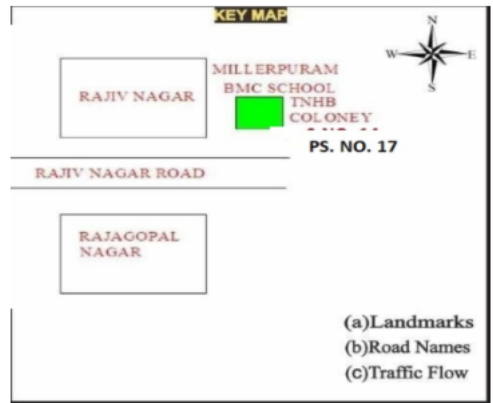 KEY MAP
N
W
E
S
MILLERPURAM
RAJIV NAGAR
BMC SCHOOL
TNHB
COLONEY
PS. NO. 17
RAJIV NAGAR ROAD
RAJAGOPAL
NAGAR
(a)Landmarks
(b)Road Names
(c)Traffic Flow